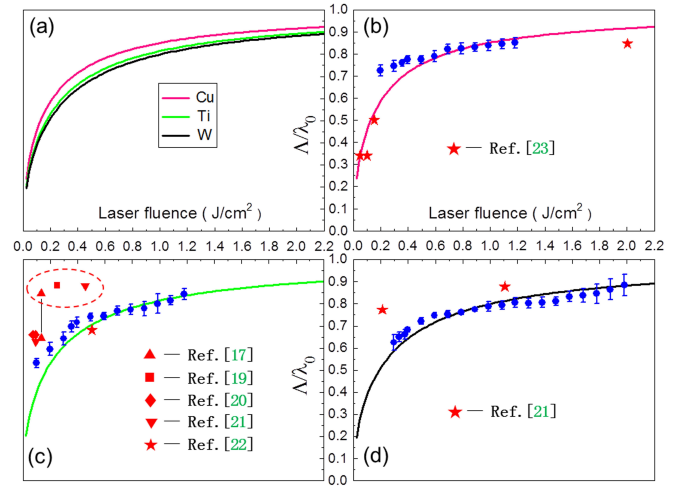 (a)
Cu
Ti
W
Laser fluence ( J/cm²)
(b)
1.0
0.9
0.8
0.7
0.6
0.5
0.4
0.3
0.2
0.1
0.0
Λ/λ0
Ref.[23]
Laser fluence ( J/cm²)
0.0 0.2 0.4 0.6 0.8 1.0 1.2 1.4 1.6 1.8 2.0 2.2
0.0 0.2 0.4 0.6 0.8 1.0 1.2 1.4 1.6 1.8 2.0 2.2
(c)
Ref.[17]
Ref.[19]
Ref.[20]
Ref.[21]
Ref.[22]
1.0
0.9
0.8
0.7
0.6
0.5
0.4
0.3
0.2
0.1
Λ/λ0
Ref.[21]
(d)